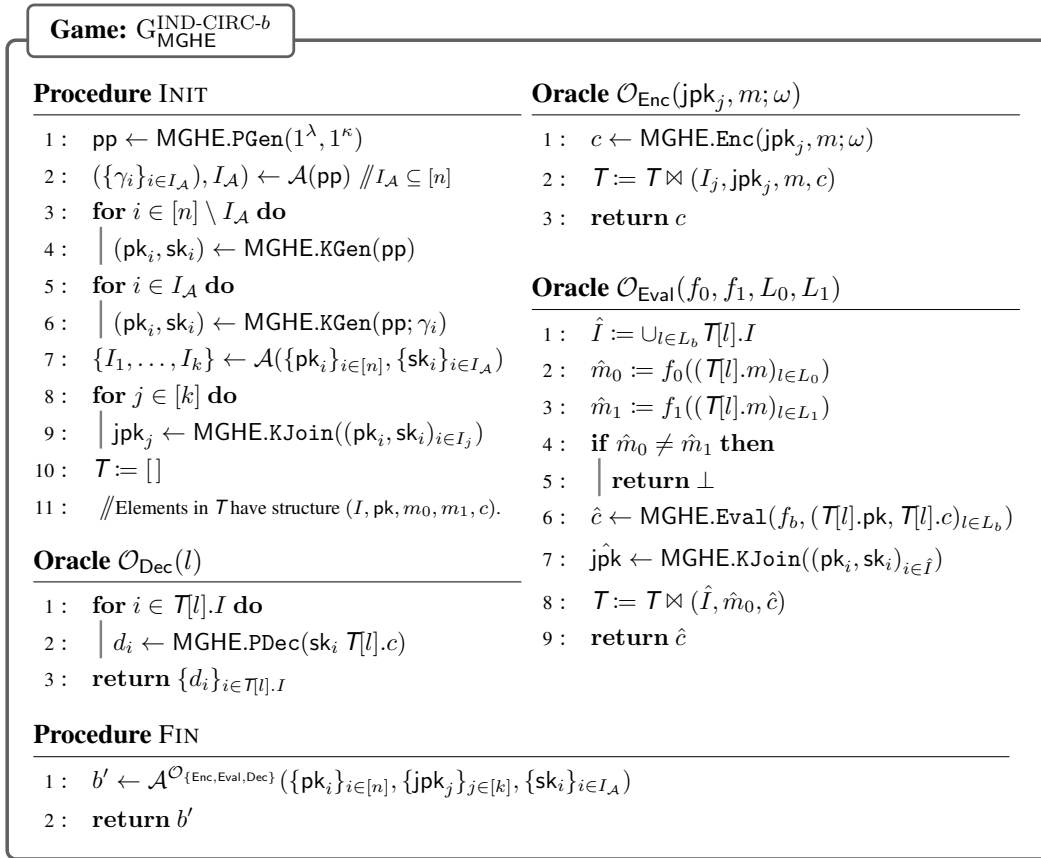 Game: G_{MGHE}^{IND-CIRC-b}
Procedure INIT
1 : pp ← MGHE.PGen(1^λ, 1^κ)
2 : ({γ_i}_{i∈I_𝒜}), I_𝒜) ← 𝒜(pp) //I_𝒜 ⊆ [n]
3 : for i ∈ [n] \ I_𝒜 do
4 : (pk_i, sk_i) ← MGHE.KGen(pp)
5 : for i ∈ I_𝒜 do
6 : (pk_i, sk_i) ← MGHE.KGen(pp; γ_i)
7 : {I_1, . . . , I_k} ← 𝒜({pk_i}_{i∈[n]}, {sk_i}_{i∈I_𝒜})
8 : for j ∈ [k] do
9 : jpk_j ← MGHE.KJoin((pk_i, sk_i)_{i∈I_j})
10 : T := [ ]
11 : //Elements in T have structure (I, pk, m_0, m_1, c).
Oracle 𝒪_{Dec}(l)
1 : for i ∈ T[l].I do
2 : d_i ← MGHE.PDec(sk_i T[l].c)
3 : return {d_i}_{i∈T[l].I}
Oracle 𝒪_{Enc}(jpk_j, m; ω)
1 : c ← MGHE.Enc(jpk_j, m; ω)
2 : T := T ⋈ (I_j, jpk_j, m, c)
3 : return c
Oracle 𝒪_{Eval}(f_0, f_1, L_0, L_1)
1 : Î := ∪_{l∈L_b} T[l].I
2 : m̂_0 := f_0((T[l].m)_{l∈L_0})
3 : m̂_1 := f_1((T[l].m)_{l∈L_1})
4 : if m̂_0 ≠ m̂_1 then
5 : return ⊥
6 : ĉ ← MGHE.Eval(f_b, (T[l].pk, T[l].c)_{l∈L_b})
7 : jp̂k ← MGHE.KJoin((pk_i, sk_i)_{i∈Î})
8 : T := T ⋈ (Î, m̂_0, ĉ)
9 : return ĉ
Procedure FIN
1 : b′ ← 𝒜^{𝒪_{{Enc,Eval,Dec}}}({pk_i}_{i∈[n]}, {jpk_j}_{j∈[k]}, {sk_i}_{i∈I_𝒜})
2 : return b′